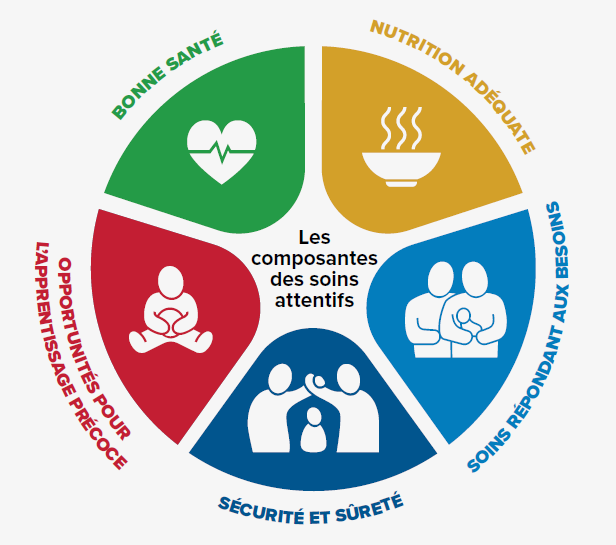 BONNE SANTÉ
NUTRITION ADÉQUATE
Les
composantes
des soins
attentifs
SOINS RÉPONDANT AUX BESOINS
SÉCURITÉ ET SÛRETÉ
OPPORTUNITÉS POUR
L'APPRENTISSAGE PRÉCOCE